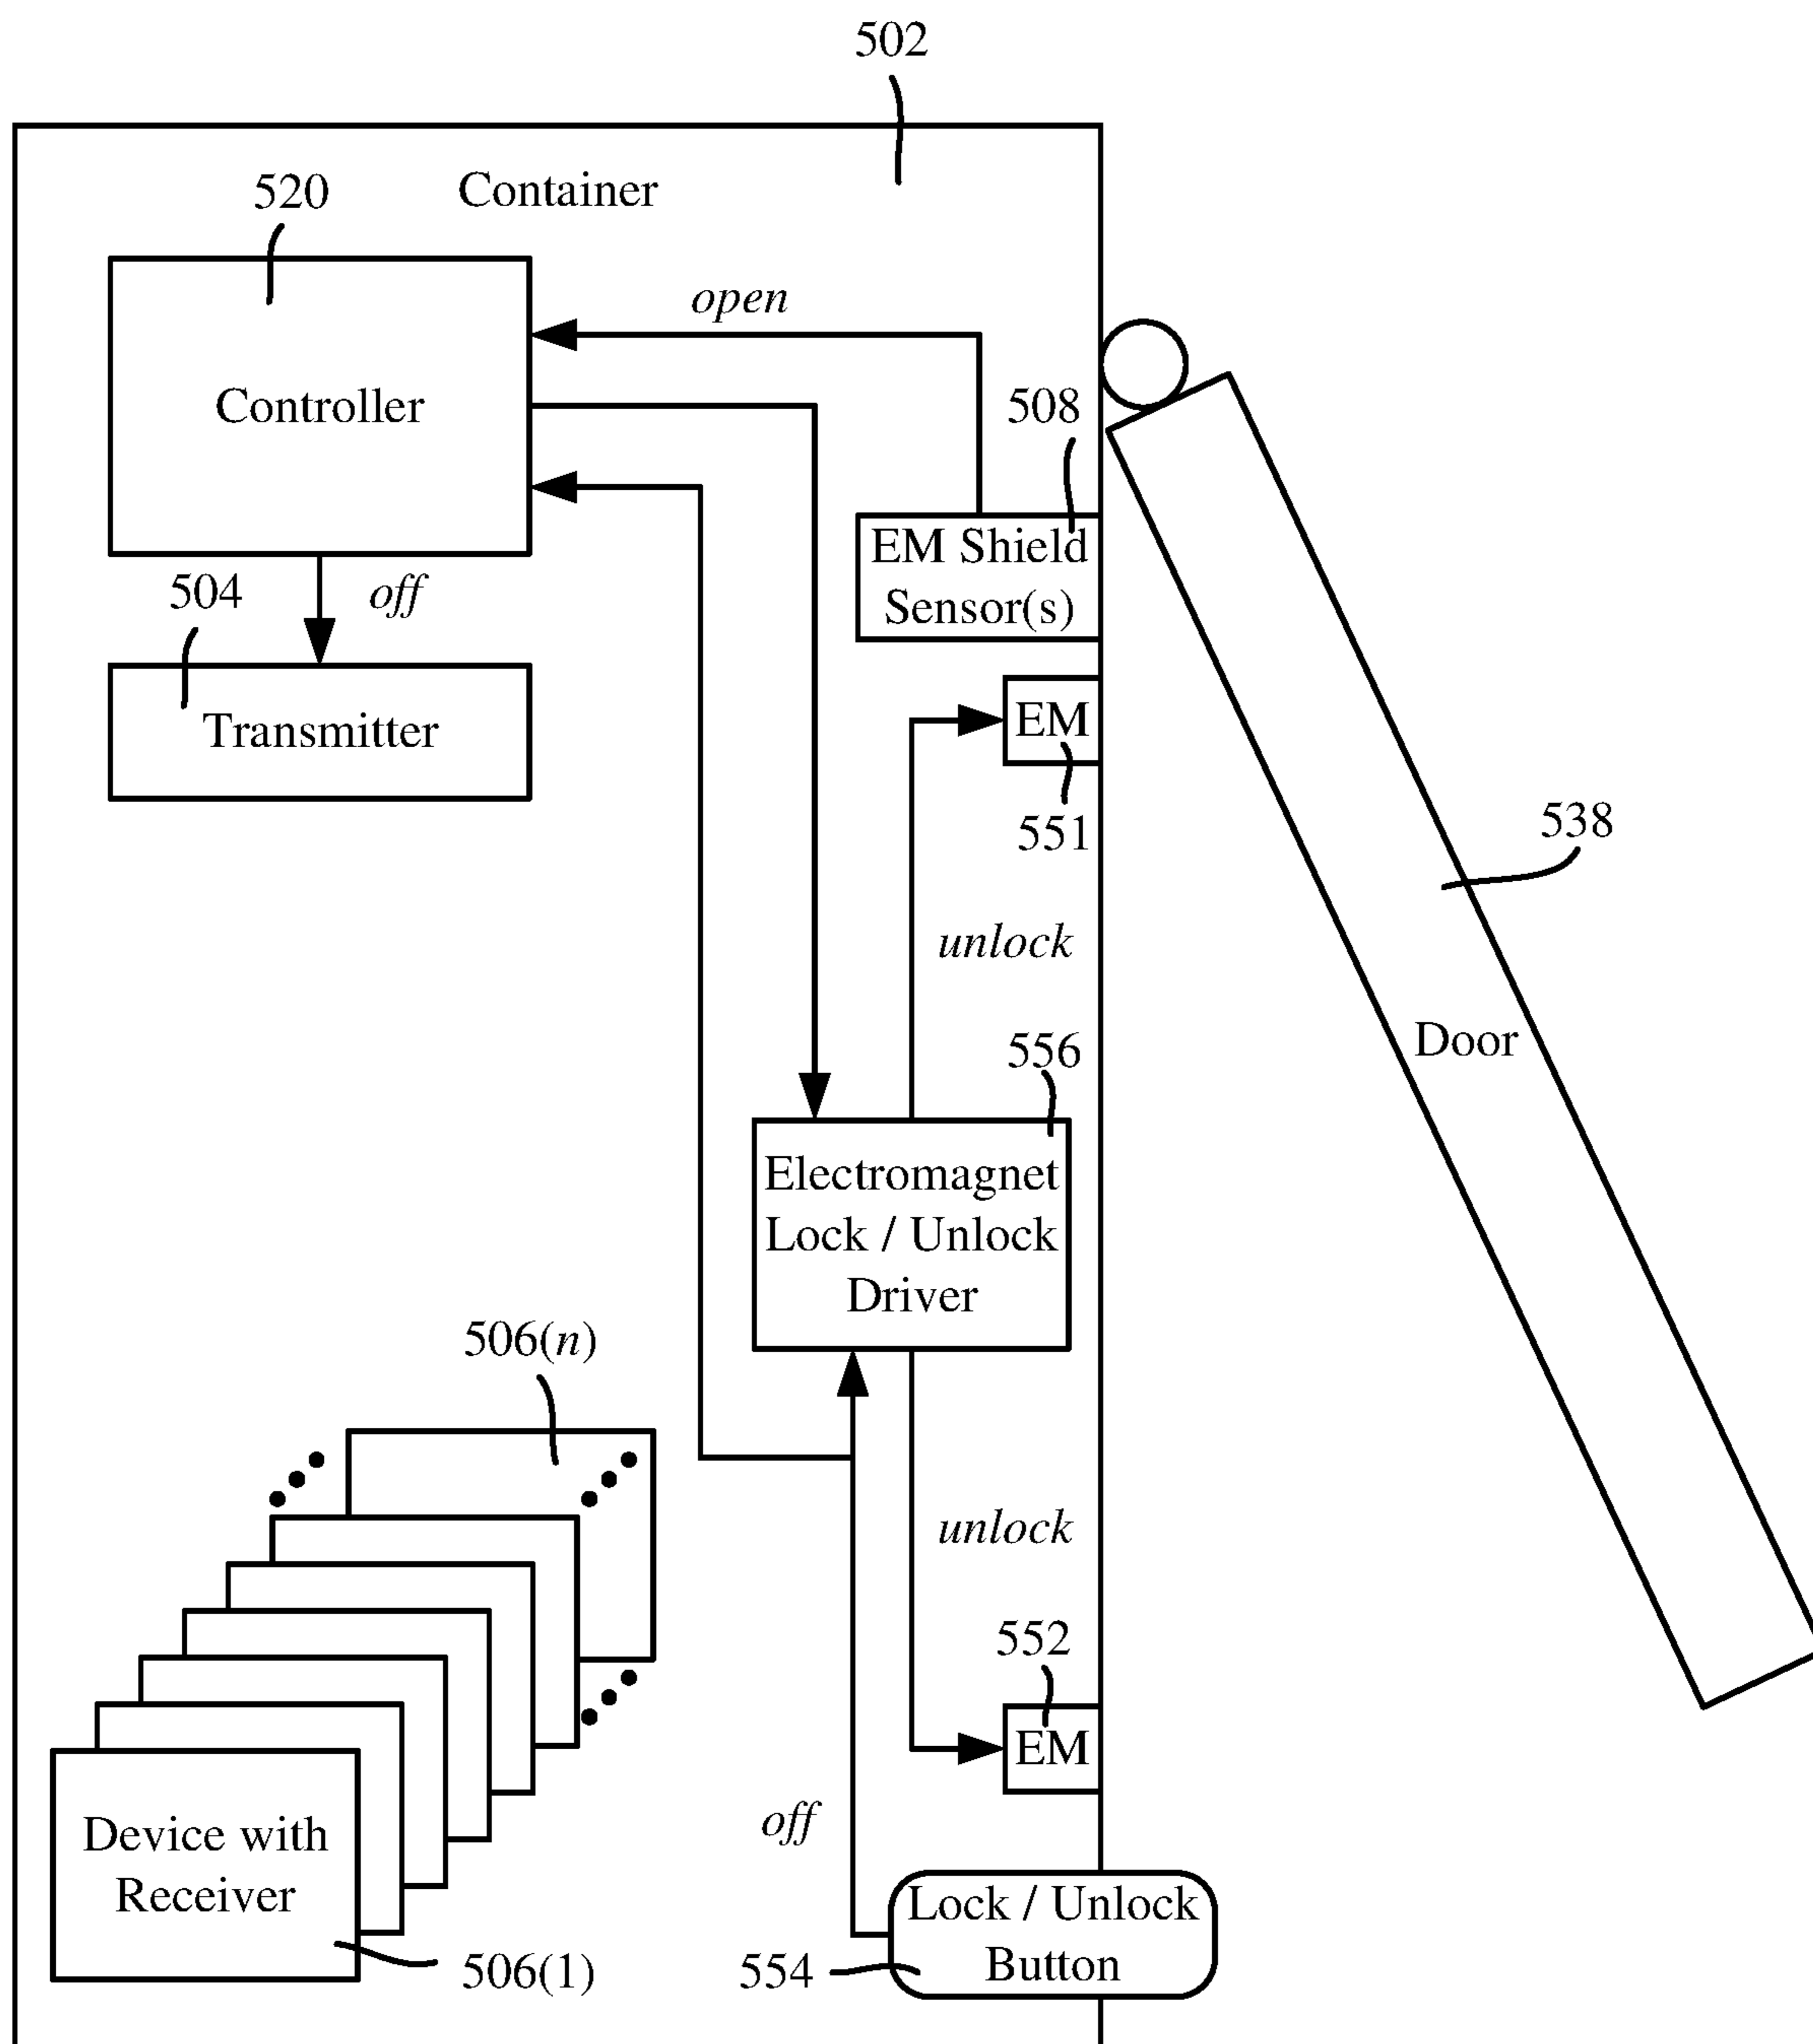 502
Container
520
open
Controller
508
EM Shield
Sensor(s)
504
off
Transmitter
EM
551
538
unlock
Door
556
Electromagnet
Lock / Unlock
Driver
506(n)
unlock
552
EM
off
Device with
Receiver
506(1)
Lock / Unlock
Button
554